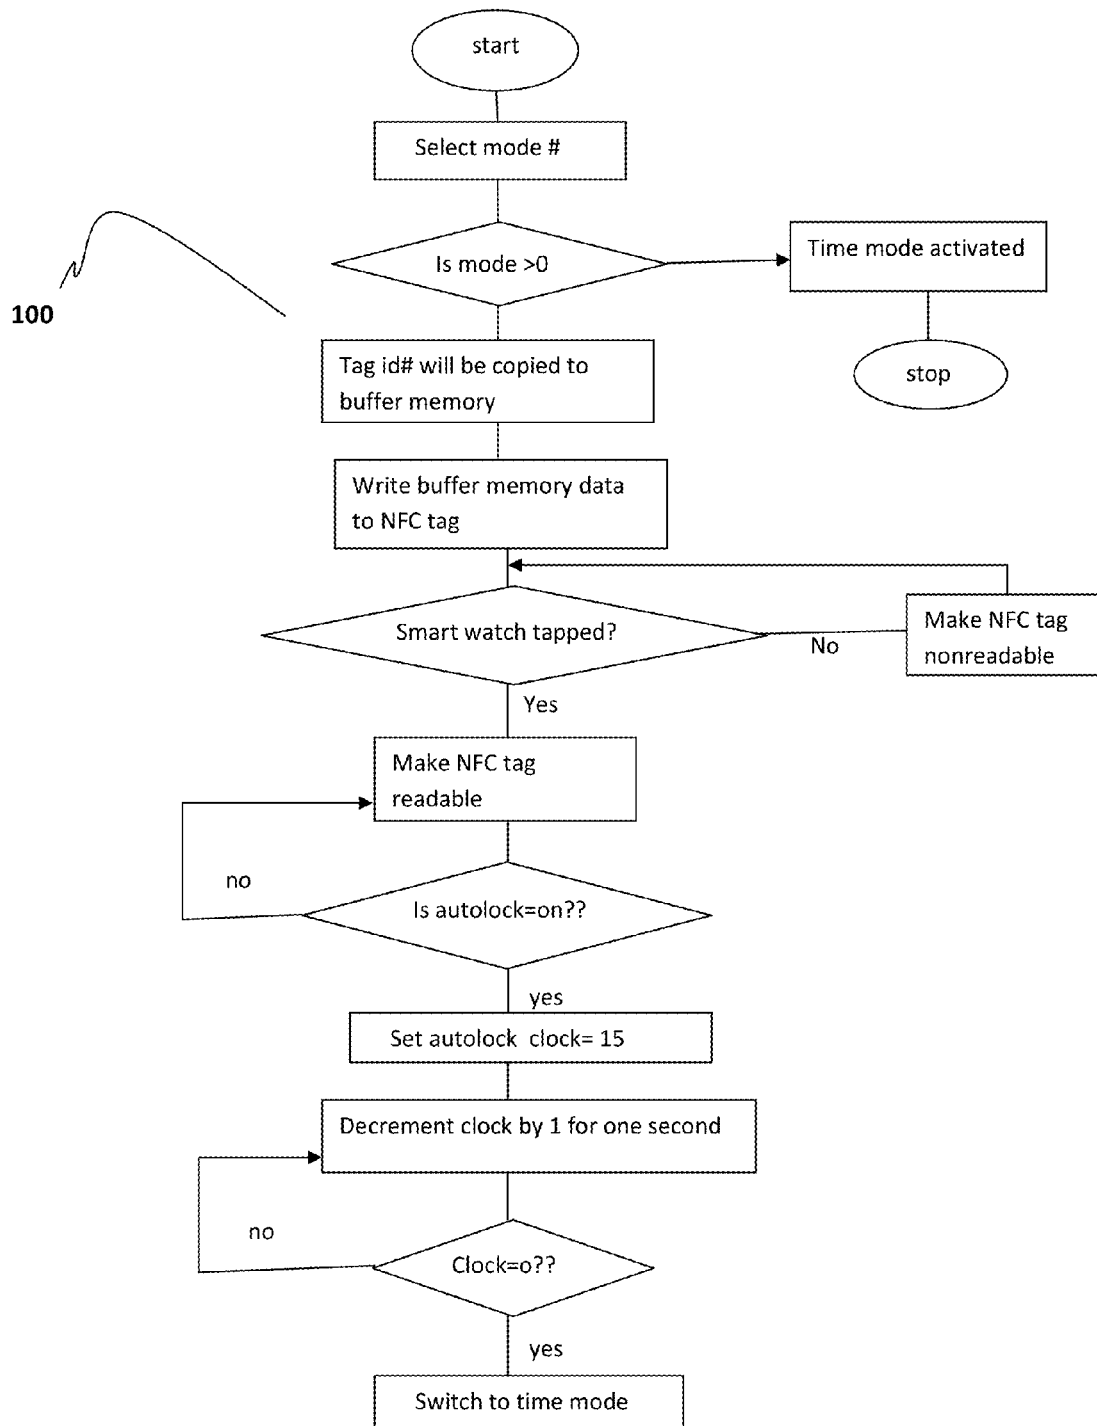 start
Select mode #
Is mode >0
Time mode activated
100
Tag id# will be copied to
buffer memory
stop
Write buffer memory data
to NFC tag
Smart watch tapped?
No
Make NFC tag
nonreadable
Yes
Make NFC tag
readable
no
Is autolock=on??
yes
Set autolock clock= 15
Decrement clock by 1 for one second
no
Clock=o??
yes
Switch to time mode